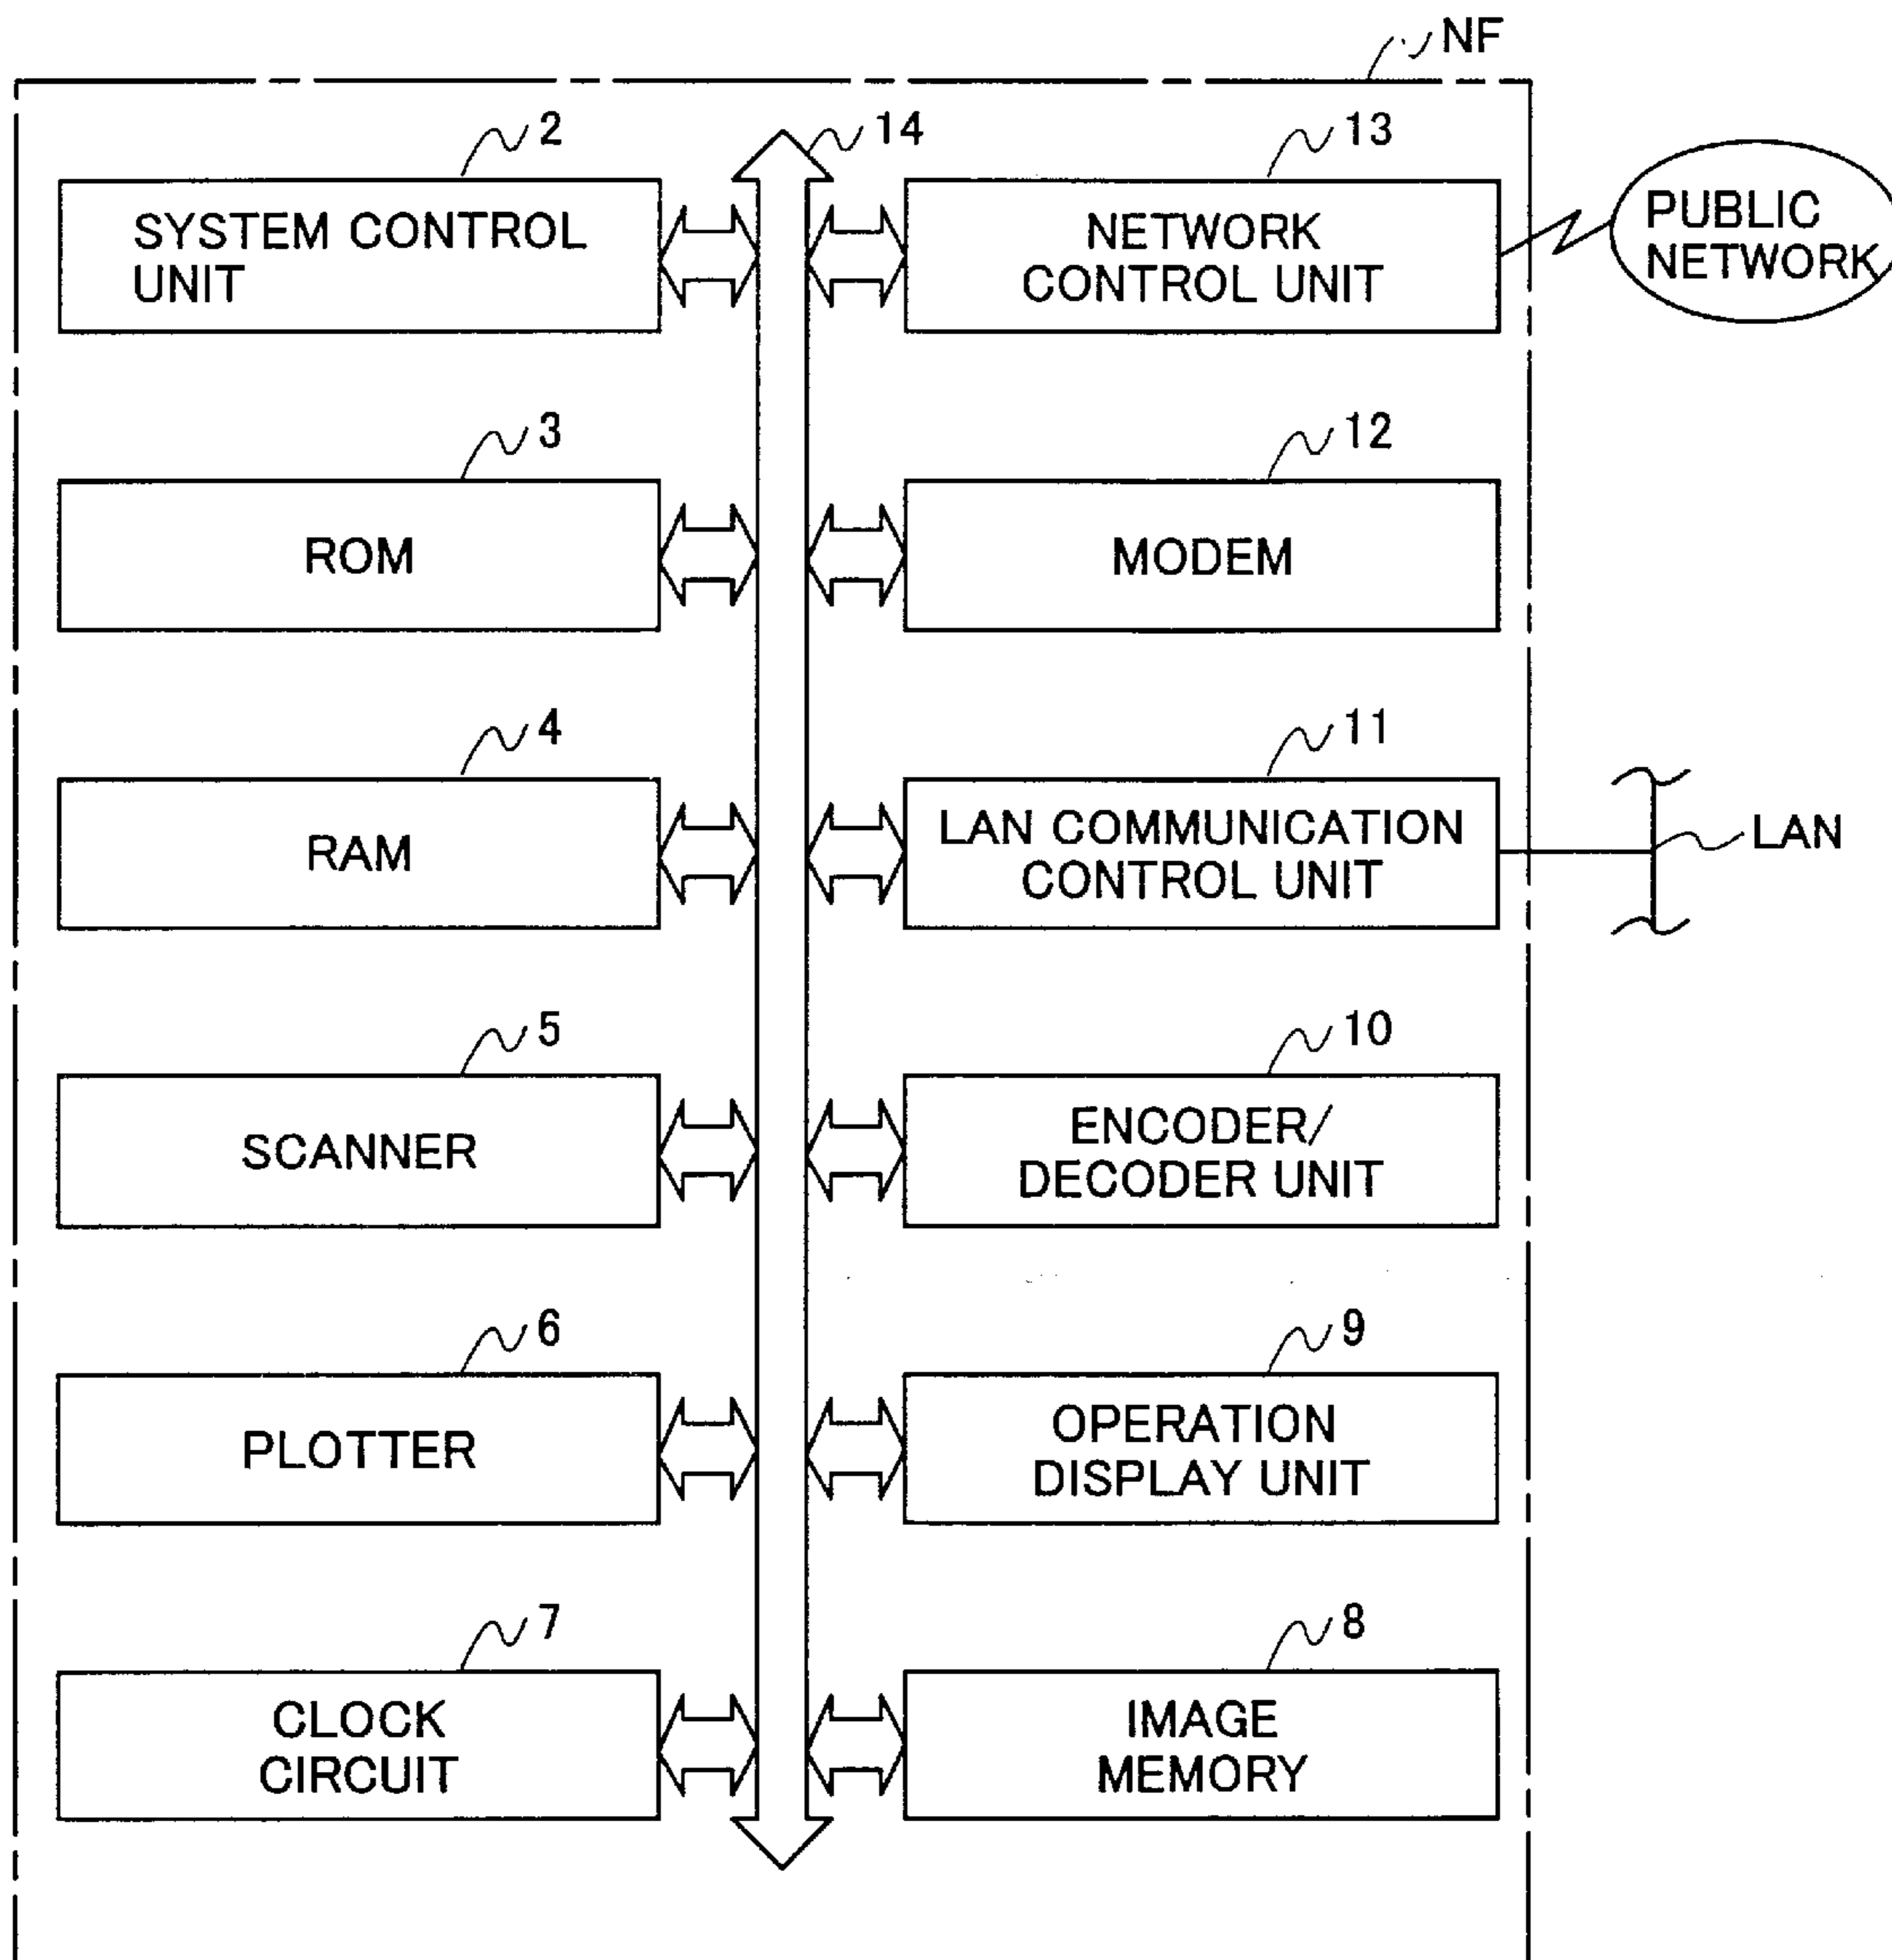 NF
2
14
13
SYSTEM CONTROL
UNIT
NETWORK
CONTROL UNIT
PUBLIC
NETWORK
3
12
ROM
MODEM
4
11
RAM
LAN COMMUNICATION
CONTROL UNIT
LAN
5
10
SCANNER
ENCODER/
DECODER UNIT
6
9
PLOTTER
OPERATION
DISPLAY UNIT
7
8
CLOCK
CIRCUIT
IMAGE
MEMORY